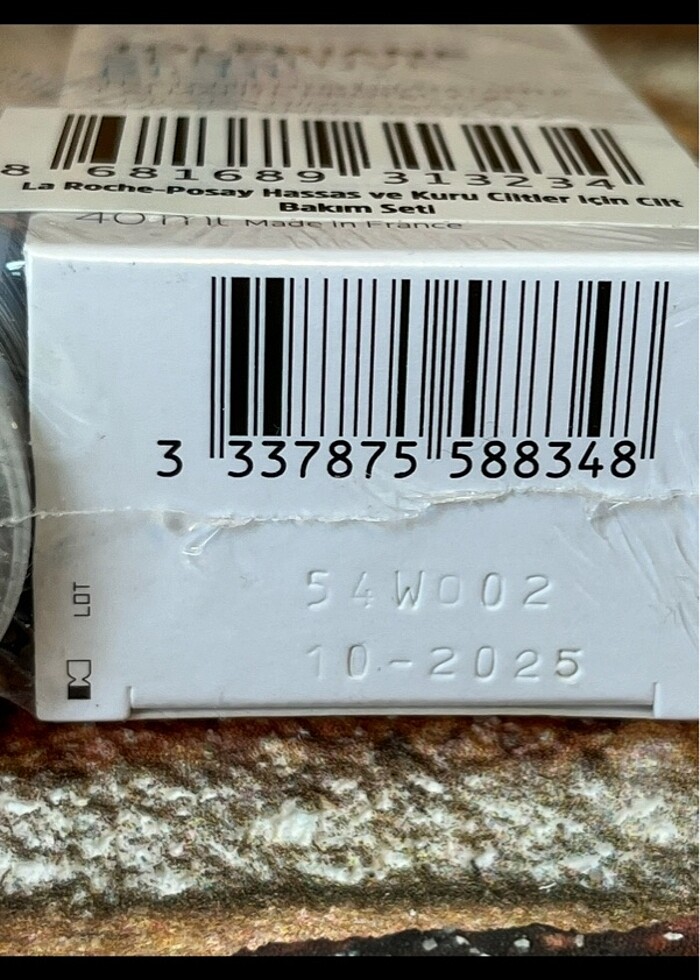 8 681689 313234
La Roche-Posay Hassas ve Kuru Ciltler İçin Cilt
Bakım Seti
40 ml Made in France
3 337875 588348
LOT 54W002
10-2025